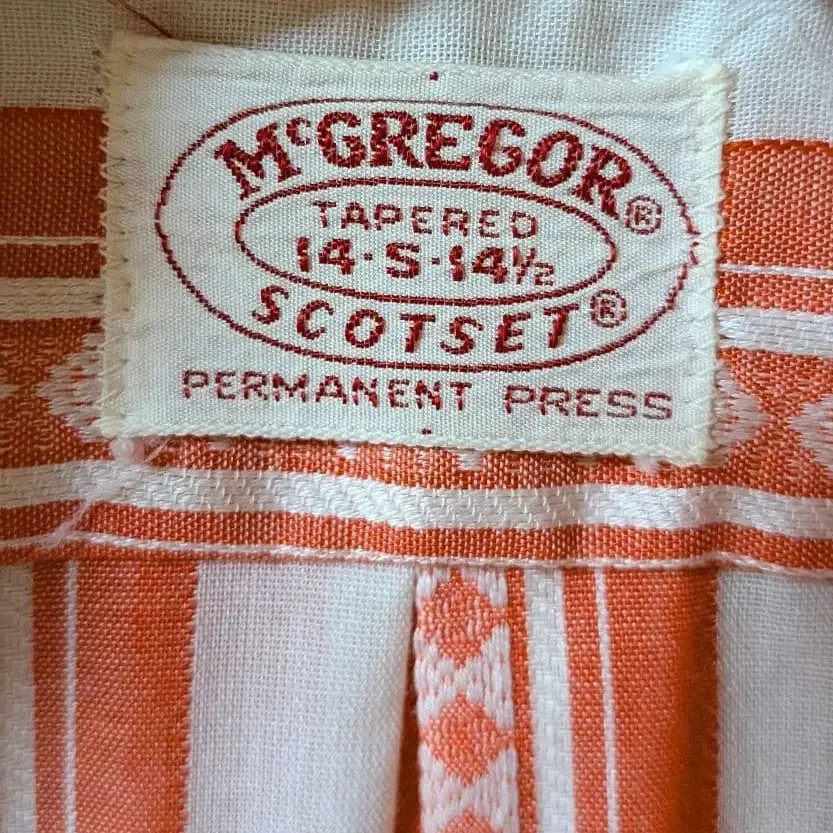 McGREGOR®
TAPERED
14·S·14½
SCOTSET®
PERMANENT PRESS